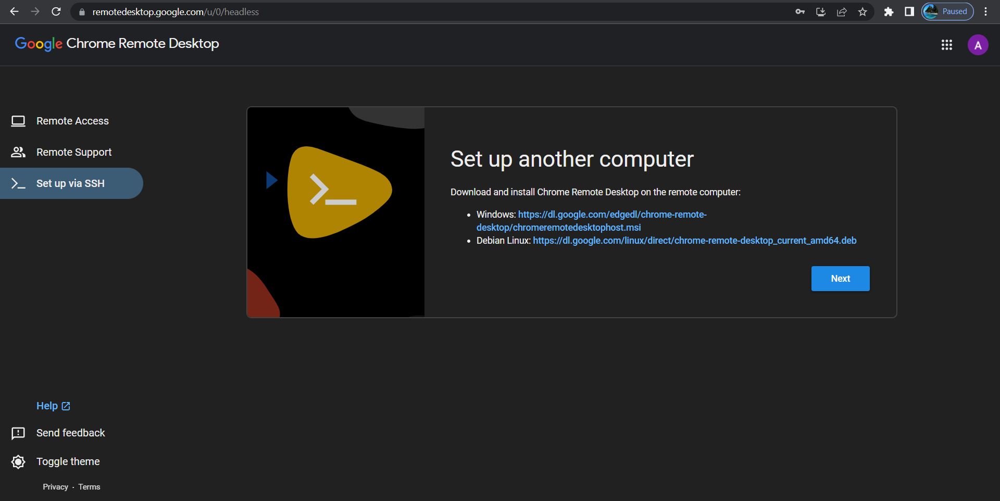 remotedesktop.google.com/u/0/headless
Paused
Google Chrome Remote Desktop
A
Remote Access
Remote Support
Set up via SSH
Set up another computer
Download and install Chrome Remote Desktop on the remote computer:
Windows: https://dl.google.com/edgedl/chrome-remote-
desktop/chromeremotedesktophost.msi
Debian Linux: https://dl.google.com/linux/direct/chrome-remote-desktop_current_amd64.deb
Next
Help
Send feedback
Toggle theme
Privacy · Terms